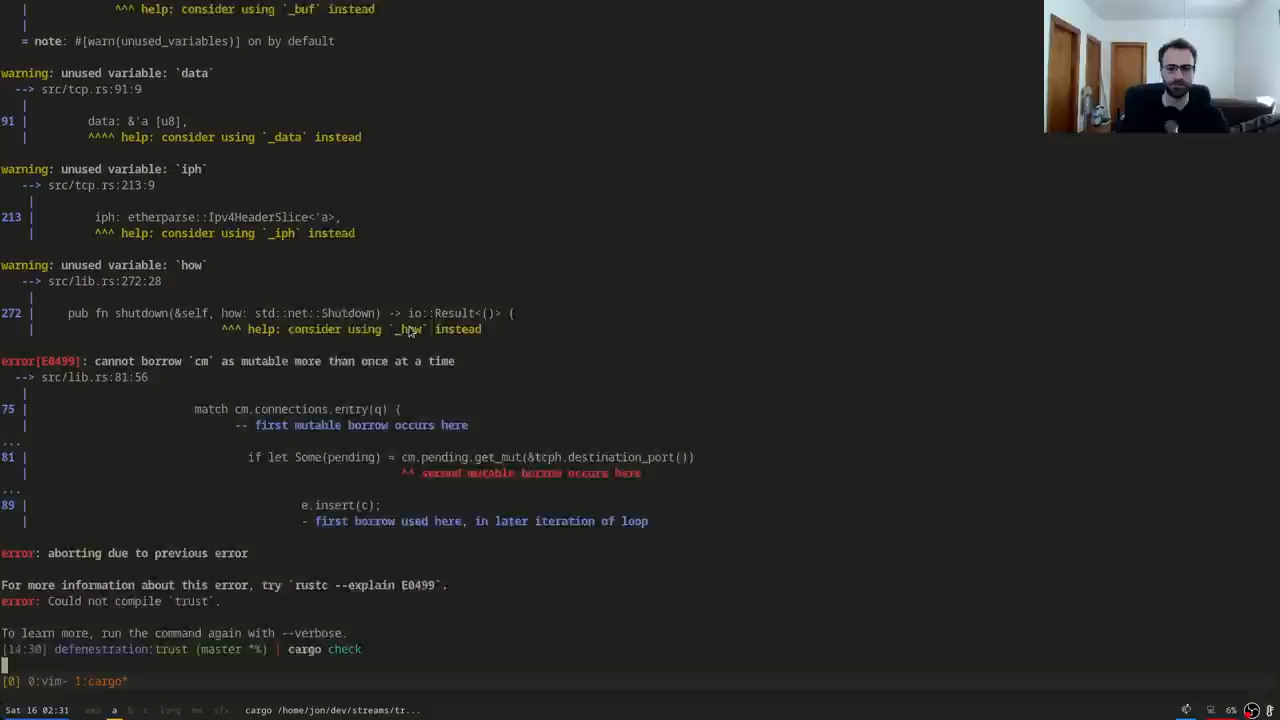 |            ^^^ help: consider using `_buf` instead
|
= note: #[warn(unused_variables)] on by default
warning: unused variable: `data`
--> src/tcp.rs:91:9
|
91 |         data: &'a [u8],
|         ^^^^ help: consider using `_data` instead
warning: unused variable: `iph`
--> src/tcp.rs:213:9
|
213 |         iph: etherparse::Ipv4HeaderSlice<'a>,
|         ^^^ help: consider using `_iph` instead
warning: unused variable: `how`
--> src/lib.rs:272:28
|
272 |     pub fn shutdown(&self, how: std::net::Shutdown) -> io::Result<()> {
|                            ^^^ help: consider using `_how` instead
error[E0499]: cannot borrow `cm` as mutable more than once at a time
--> src/lib.rs:81:56
|
75 |                        match cm.connections.entry(q) {
|                              -- first mutable borrow occurs here
...
81 |                                if let Some(pending) = cm.pending.get_mut(&tcph.destination_port())
|                                                       ^^ second mutable borrow occurs here
...
89 |                                        e.insert(c);
|                                        - first borrow used here, in later iteration of loop
error: aborting due to previous error
For more information about this error, try `rustc --explain E0499`.
error: Could not compile `trust`.
To learn more, run the command again with --verbose.
[14:30] defenestration:trust (master *%) | cargo check
[0] 0:vim- 1:cargo*
Sat 16 02:31 a b c long mx sfx cargo /home/jon/dev/streams/tr... 6%